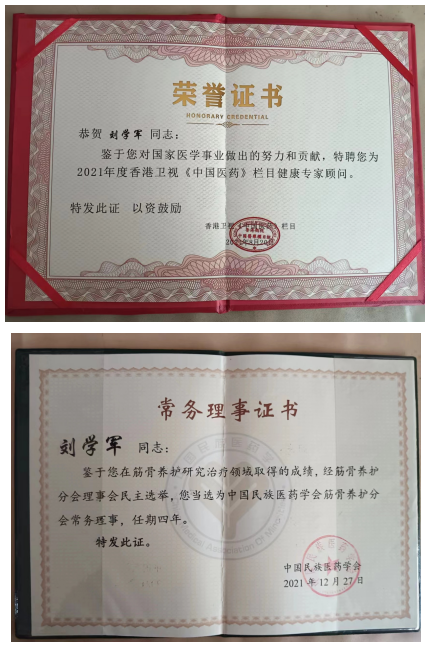 荣誉证书
HONORARY CREDENTIAL
恭贺 刘学军 同志：
鉴于您对国家医学事业做出的努力和贡献，特聘您为
2021年度香港卫视《中国医药》栏目健康专家顾问。
特发此证 以资鼓励
香港卫视《中国医药》栏目
常务理事证书
刘学军 同志：
鉴于您在筋骨养护研究治疗领域取得的成绩，经筋骨养护
分会理事会民主选举，您当选为中国民族医药学会筋骨养护分
会常务理事，任期四年。
特发此证。
中国民族医药学会
2021 年 12 月 27 日